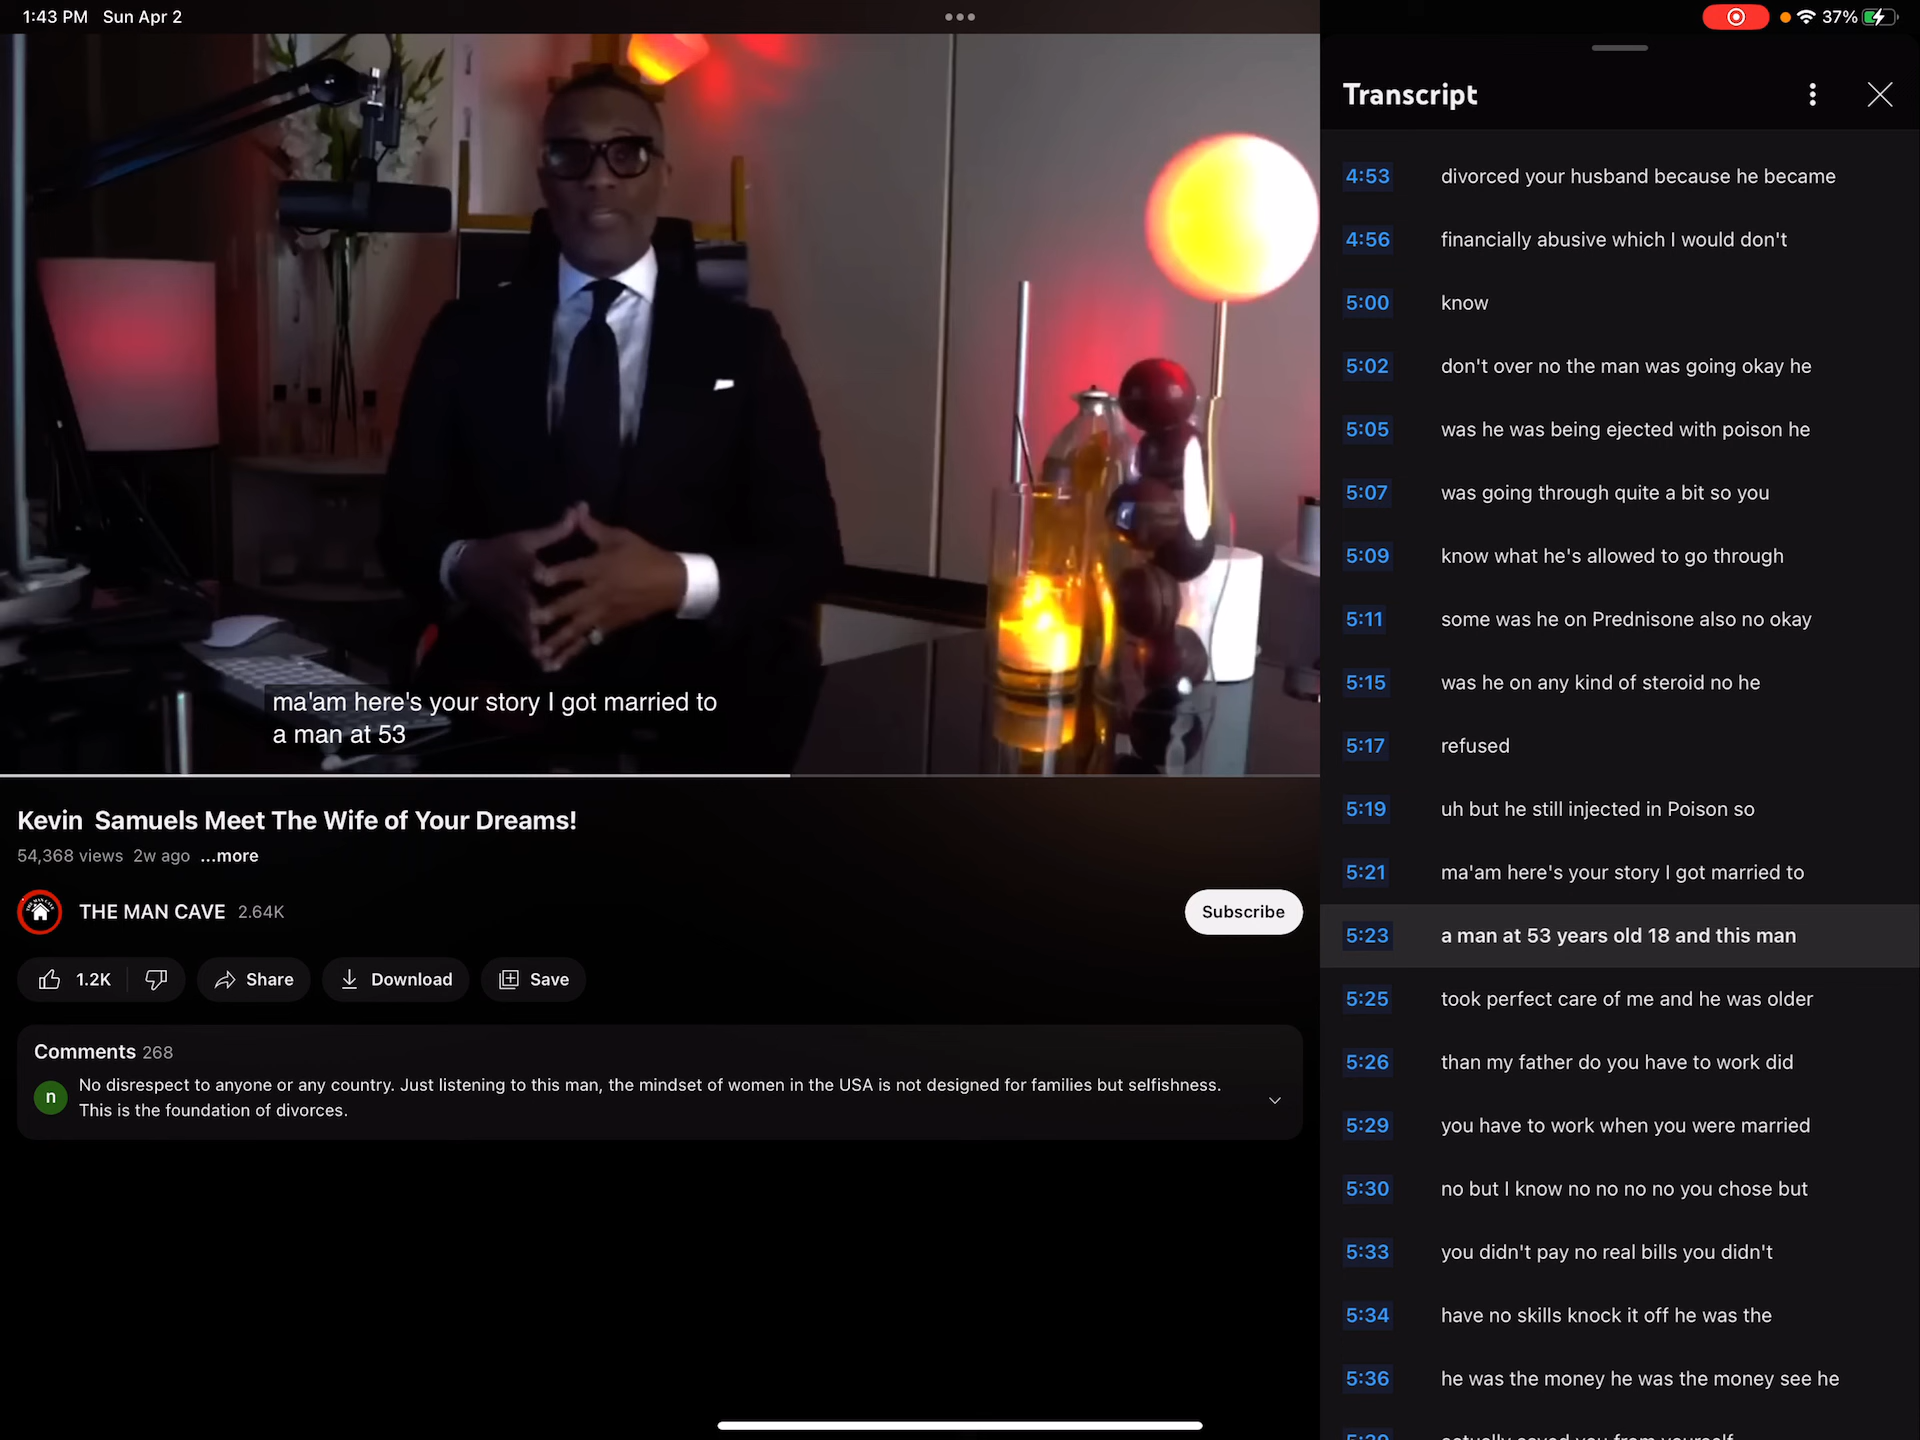 1:43 PM Sun Apr 2
37%
ma'am here's your story I got married to
a man at 53
Kevin Samuels Meet The Wife of Your Dreams!
54,368 views 2w ago ...more
THE MAN CAVE 2.64K
Subscribe
1.2K
Share
Download
Save
Comments 268
n
No disrespect to anyone or any country. Just listening to this man, the mindset of women in the USA is not designed for families but selfishness.
This is the foundation of divorces.
Transcript
4:53 divorced your husband because he became
4:56 financially abusive which I would don't
5:00 know
5:02 don't over no the man was going okay he
5:05 was he was being ejected with poison he
5:07 was going through quite a bit so you
5:09 know what he's allowed to go through
5:11 some was he on Prednisone also no okay
5:15 was he on any kind of steroid no he
5:17 refused
5:19 uh but he still injected in Poison so
5:21 ma'am here's your story I got married to
5:23 a man at 53 years old 18 and this man
5:25 took perfect care of me and he was older
5:26 than my father do you have to work did
5:29 you have to work when you were married
5:30 no but I know no no no no you chose but
5:33 you didn't pay no real bills you didn't
5:34 have no skills knock it off he was the
5:36 he was the money he was the money see he